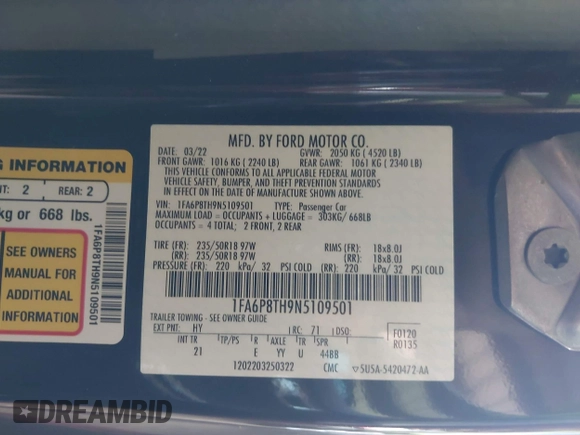 G INFORMATION
NT: 2 REAR: 2
kg or 668 lbs.
SEE OWNERS
MANUAL FOR
ADDITIONAL
INFORMATION
1FA6P8TH9N5109501
MFD. BY FORD MOTOR CO.
03/22 GVWR: 2050 KG (4520 LB)
FRONT GAWR: 1016 KG (2240 LB) REAR GAWR: 1061 KG (2340 LB)
THIS VEHICLE CONFORMS TO ALL APPLICABLE FEDERAL MOTOR
VEHICLE SAFETY, BUMPER, AND THEFT PREVENTION STANDARDS
IN EFFECT ON THE DATE OF MANUFACTURE SHOWN ABOVE.
VIN: 1FA6P8TH9N5109501 TYPE: Passenger Car
MAXIMUM LOAD = OCCUPANTS + LUGGAGE = 303KG/668LB
OCCUPANTS = 4 TOTAL; 2 FRONT, 2 REAR
TIRE (FR): 235/50R18 97W RIMS (FR): 18x8.0J
(RR): 235/50R18 97W (RR): 18x8.0J
PRESSURE (FR): 220 kPa/ 32 PSI COLD (RR): 220 kPa/ 32 PSI COLD
1FA6P8TH9N5109501
TRAILER TOWING - SEE OWNER GUIDE
EXT PNT: HY RC: 71 DSO: F0120
R0135
INT TR TP/PS R AXLE TR SPR
21 E YY U 44BB
1202203250322 CMC 5U5A-5420472-AA
DREAMBID